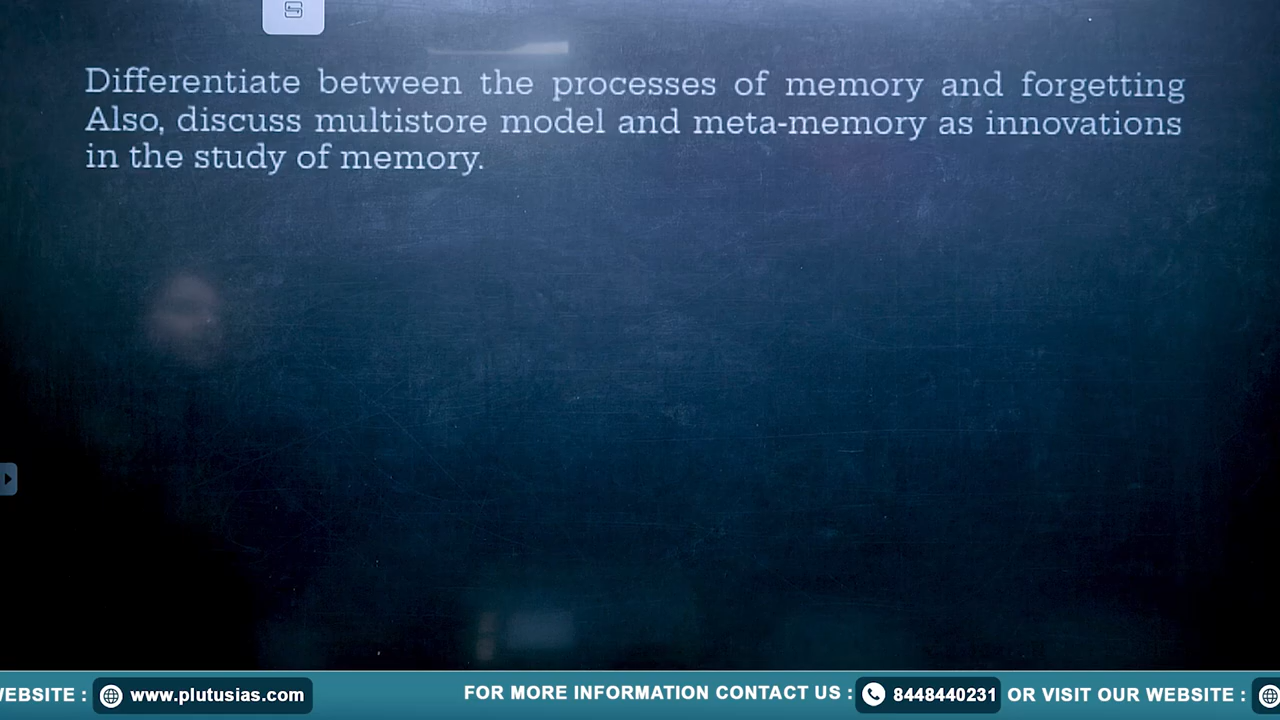 Differentiate between the processes of memory and forgetting
Also, discuss multistore model and meta-memory as innovations
in the study of memory.
WEBSITE : www.plutusias.com FOR MORE INFORMATION CONTACT US : 8448440231 OR VISIT OUR WEBSITE :